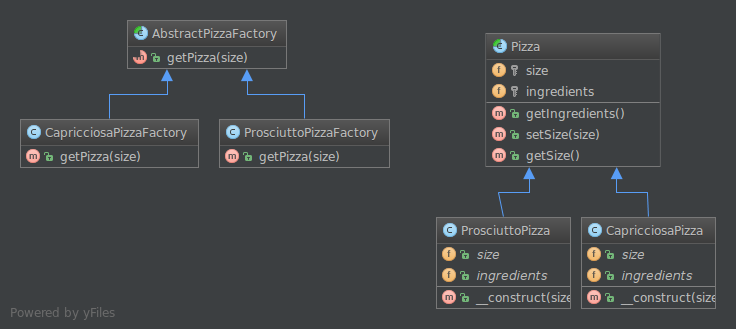 AbstractPizzaFactory
getPizza(size)
CapricciosaPizzaFactory
getPizza(size)
ProsciuttoPizzaFactory
getPizza(size)
Pizza
size
ingredients
getIngredients()
setSize(size)
getSize()
ProsciuttoPizza
size
ingredients
__construct(size
CapricciosaPizza
size
ingredients
__construct(size
Powered by yFiles